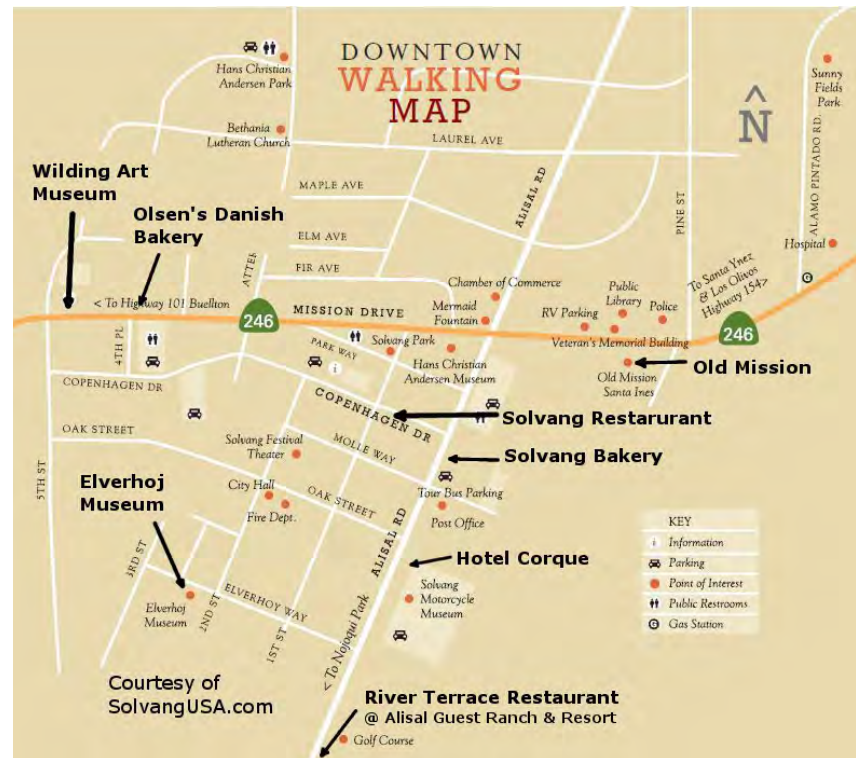 DOWNTOWN
WALKING
MAP
N
Hans Christian
Andersen Park
Bethania
Lutheran Church
Sunny
Fields
Park
LAUREL AVE
ALAMO PINTADO RD.
Wilding Art
Museum
MAPLE AVE
ALISAL RD
PINE ST
Olsen's Danish
Bakery
ELM AVE
Hospital
ATTER
FIR AVE
To Santa Ynez
& Los Olivos
Highway 154>
Chamber of Commerce
< To Highway 101 Buellton
MISSION DRIVE
Mermaid
Fountain
RV Parking
Public
Library
Police
246
246
4TH PL
PARK WAY
Solvang Park
Veteran's Memorial Building
Hans Christian
Andersen Museum
Old Mission
Old Mission
Santa Ines
COPENHAGEN DR
COPENHAGEN DR
Solvang Restarurant
OAK STREET
Solvang Festival
Theater
MOLLE WAY
Solvang Bakery
5TH ST
Elverhoj
Museum
City Hall
OAK STREET
Tour Bus Parking
Fire Dept.
Post Office
ALISAL RD
KEY
i Information
Parking
Point of Interest
Public Restrooms
G Gas Station
3RD ST
Hotel Corque
ELVERHOY WAY
Solvang
Motorcycle
Museum
Elverhoj
Museum
2ND ST
1ST ST
< To Nojoqui Park
Courtesy of
SolvangUSA.com
River Terrace Restaurant
@ Alisal Guest Ranch & Resort
Golf Course